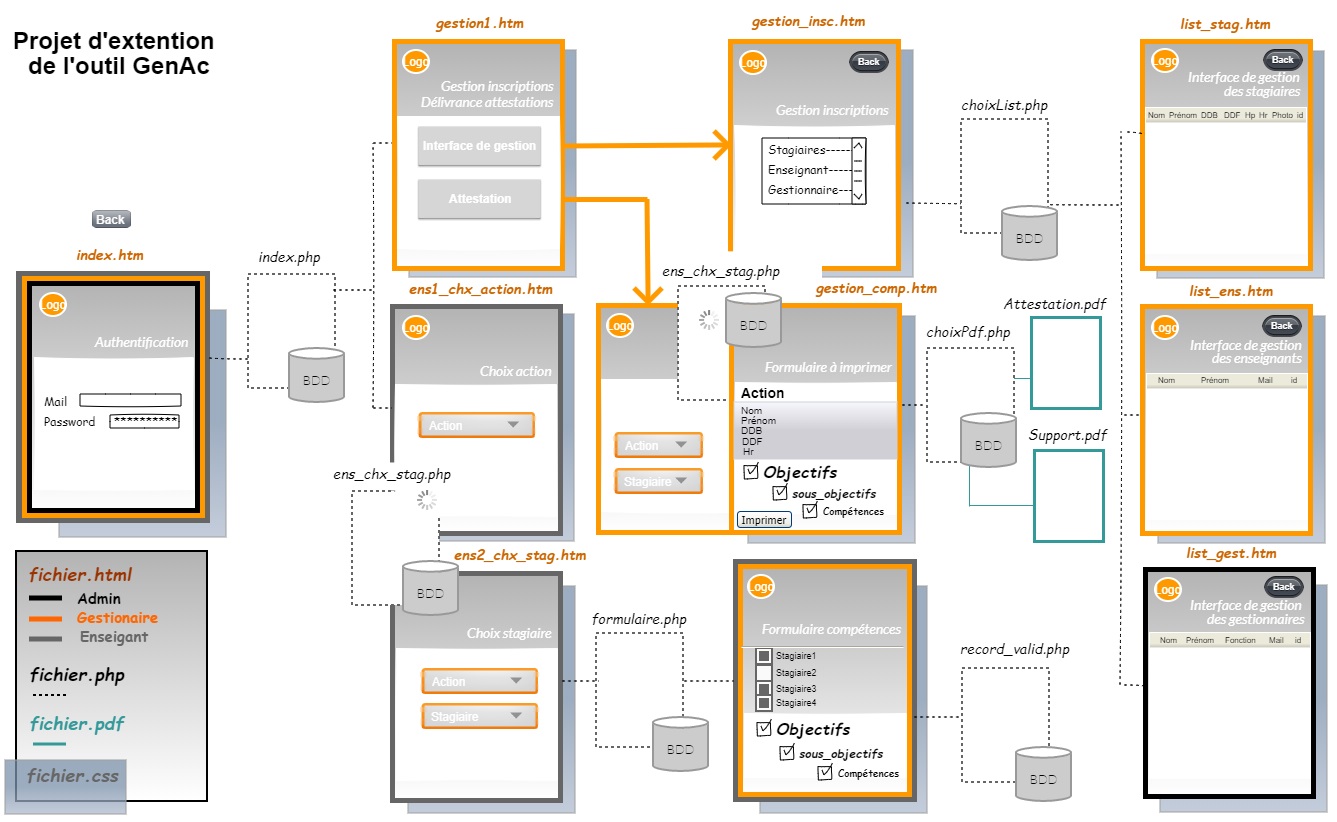 Projet d'extention
de l'outil GenAc
Back
index.htm
Logo
Authentification
Mail
Password
**********
index.php
BDD
gestion1.htm
Logo
Gestion inscriptions
Délivrance attestations
Interface de gestion
Attestation
gestion_insc.htm
Logo
Back
Gestion inscriptions
Stagiaires-----
Enseignant----
Gestionnaire---
choixList.php
BDD
list_stag.htm
Logo
Back
Interface de gestion
des stagiaires
Nom Prénom DDB DDF Hp Hr Photo id
ens1_chx_action.htm
Logo
Choix action
Action
ens_chx_stag.php
BDD
gestion_comp.htm
Logo
Action
Stagiaire
Formulaire à imprimer
Action
Nom
Prénom
DDB
DDF
Hr
Objectifs
sous_objectifs
Compétences
Imprimer
choixPdf.php
BDD
Attestation.pdf
Support.pdf
list_ens.htm
Logo
Back
Interface de gestion
des enseignants
Nom Prénom Mail id
ens_chx_stag.php
BDD
ens2_chx_stag.htm
Choix stagiaire
Action
Stagiaire
formulaire.php
BDD
Logo
Formulaire compétences
Stagiaire1
Stagiaire2
Stagiaire3
Stagiaire4
Objectifs
sous_objectifs
Compétences
record_valid.php
BDD
list_gest.htm
Logo
Back
Interface de gestion
des gestionnaires
Nom Prénom Fonction Mail id
fichier.html
Admin
Gestionaire
Enseigant
fichier.php
fichier.pdf
fichier.css